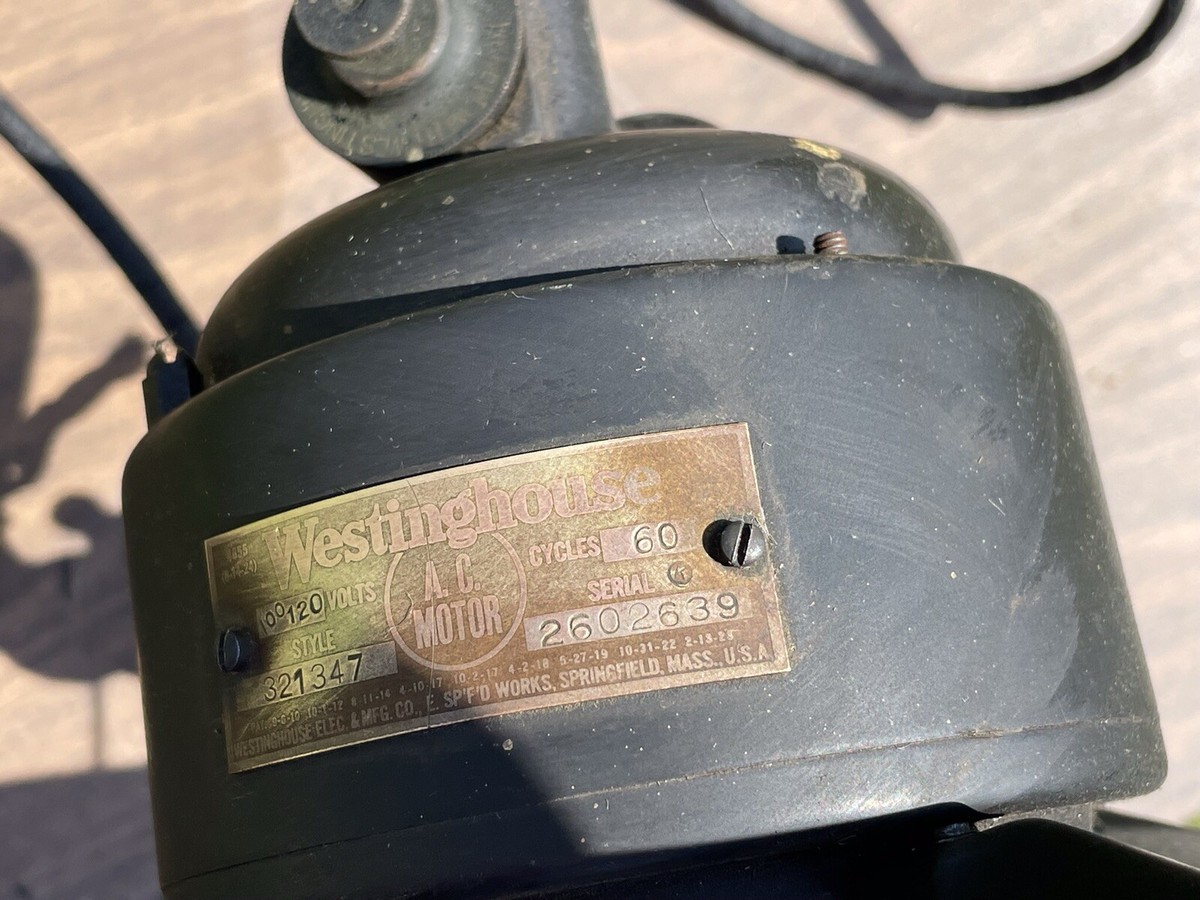 Westinghouse
100 120 VOLTS
CYCLES 60
A.C.
MOTOR
STYLE
321347
SERIAL
2602639
10-2-17 4-2-18 5-27-19 10-31-22 2-13-23
WESTINGHOUSE ELEC. & MFG. CO., E. SP'F'D WORKS, SPRINGFIELD, MASS., U.S.A.